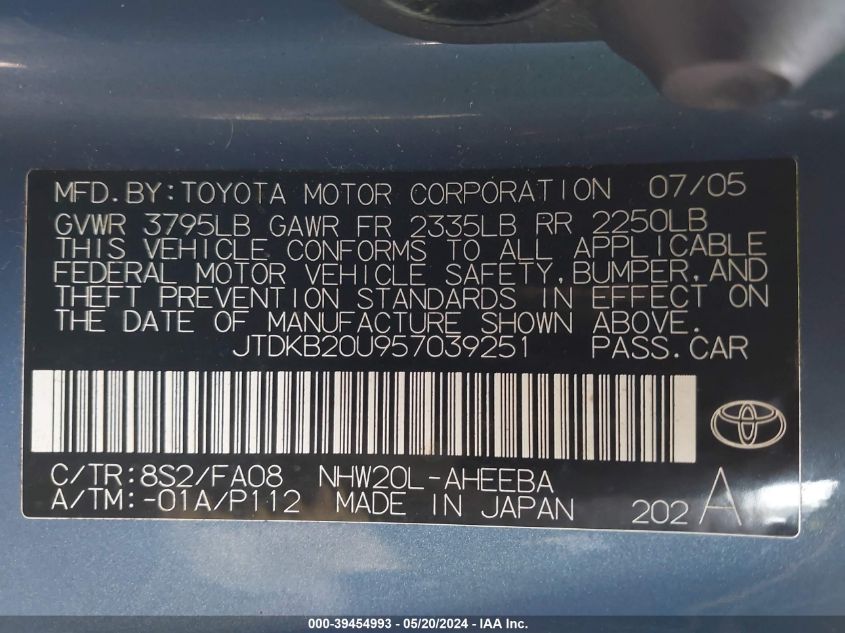 MFD.BY:TOYOTA MOTOR CORPORATION 07/05
GVWR 3795LB GAWR FR 2335LB RR 2250LB
THIS VEHICLE CONFORMS TO ALL APPLICABLE
FEDERAL MOTOR VEHICLE SAFETY,BUMPER,AND
THEFT PREVENTION STANDARDS IN EFFECT ON
THE DATE OF MANUFACTURE SHOWN ABOVE.
JTDKB20U957039251 PASS.CAR
C/TR:8S2/FA08 NHW20L-AHEEBA
A/TM:-01A/P112 MADE IN JAPAN 202 A
000-39454993 - 05/20/2024 - IAA Inc.